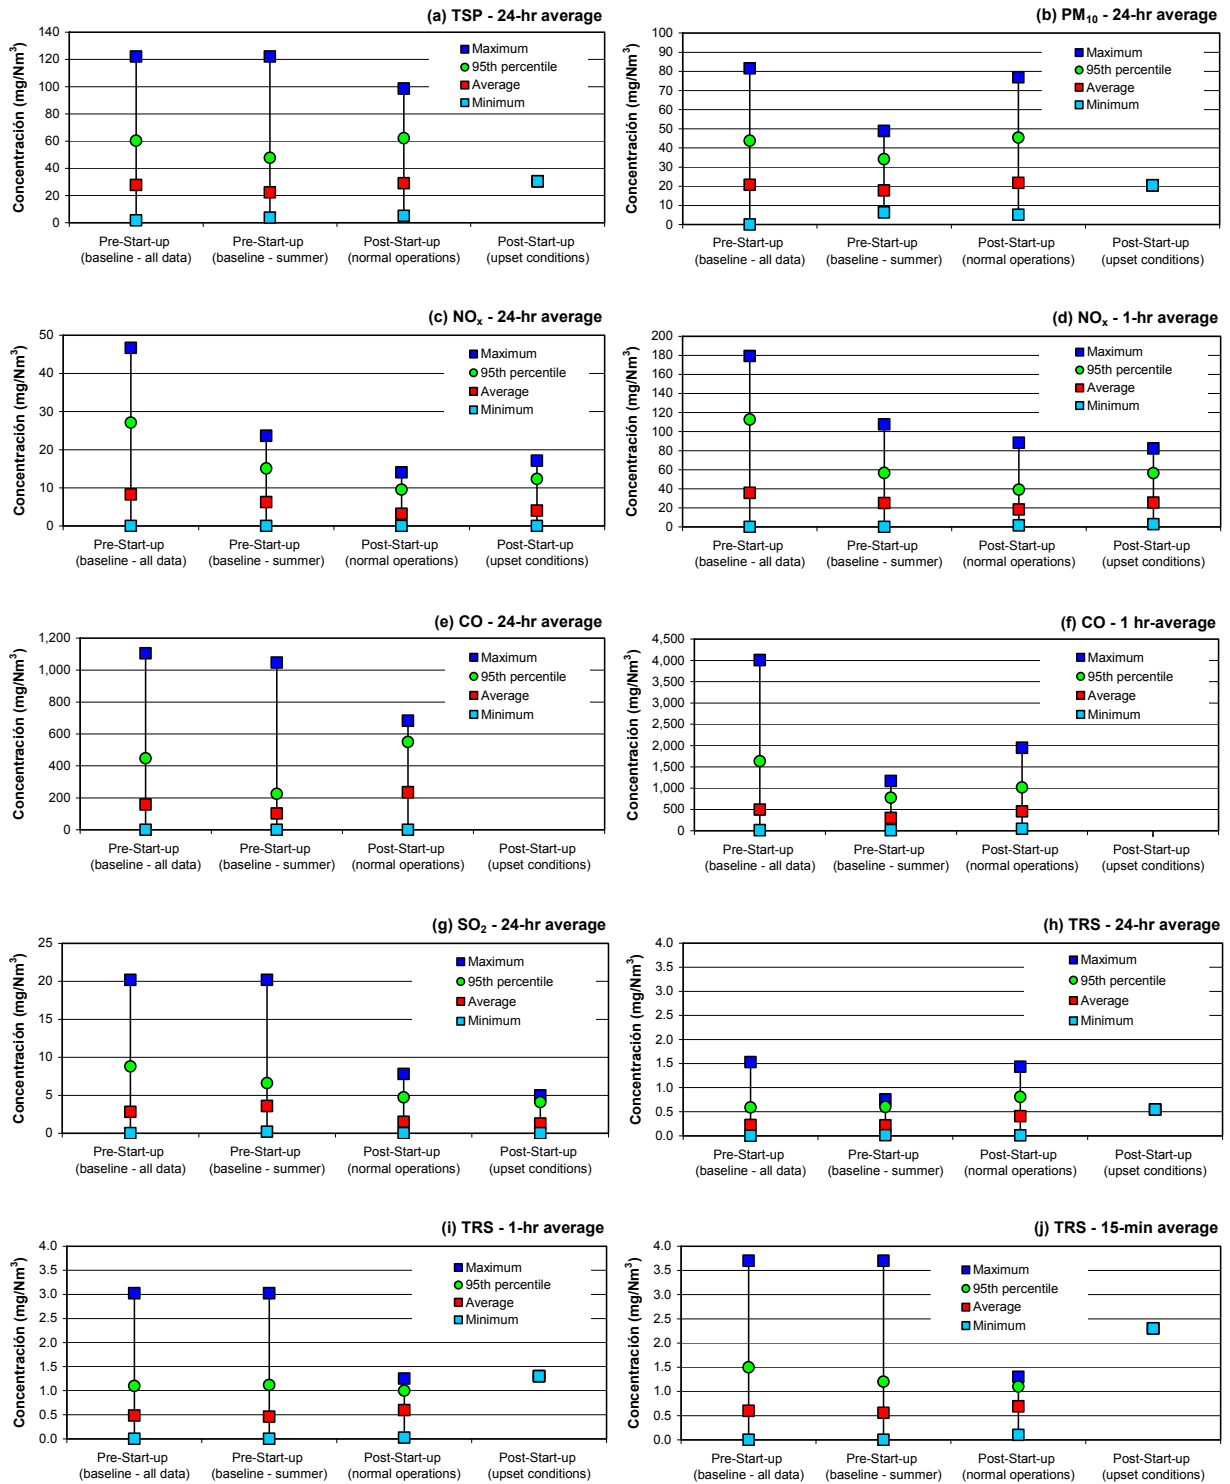 (a) TSP - 24-hr average
Concentración (mg/Nm³)
140
120
100
80
60
40
20
0
Maximum
95th percentile
Average
Minimum
Pre-Start-up
(baseline - all data)
Pre-Start-up
(baseline - summer)
Post-Start-up
(normal operations)
Post-Start-up
(upset conditions)
(b) PM₁₀ - 24-hr average
Concentración (mg/Nm³)
100
90
80
70
60
50
40
30
20
10
0
Maximum
95th percentile
Average
Minimum
Pre-Start-up
(baseline - all data)
Pre-Start-up
(baseline - summer)
Post-Start-up
(normal operations)
Post-Start-up
(upset conditions)
(c) NOₓ - 24-hr average
Concentración (mg/Nm³)
50
40
30
20
10
0
Maximum
95th percentile
Average
Minimum
Pre-Start-up
(baseline - all data)
Pre-Start-up
(baseline - summer)
Post-Start-up
(normal operations)
Post-Start-up
(upset conditions)
(d) NOₓ - 1-hr average
Concentración (mg/Nm³)
200
180
160
140
120
100
80
60
40
20
0
Maximum
95th percentile
Average
Minimum
Pre-Start-up
(baseline - all data)
Pre-Start-up
(baseline - summer)
Post-Start-up
(normal operations)
Post-Start-up
(upset conditions)
(e) CO - 24-hr average
Concentración (mg/Nm³)
1,200
1,000
800
600
400
200
0
Maximum
95th percentile
Average
Minimum
Pre-Start-up
(baseline - all data)
Pre-Start-up
(baseline - summer)
Post-Start-up
(normal operations)
Post-Start-up
(upset conditions)
(f) CO - 1 hr-average
Concentración (mg/Nm³)
4,500
4,000
3,500
3,000
2,500
2,000
1,500
1,000
500
0
Maximum
95th percentile
Average
Minimum
Pre-Start-up
(baseline - all data)
Pre-Start-up
(baseline - summer)
Post-Start-up
(normal operations)
Post-Start-up
(upset conditions)
(g) SO₂ - 24-hr average
Concentración (mg/Nm³)
25
20
15
10
5
0
Maximum
95th percentile
Average
Minimum
Pre-Start-up
(baseline - all data)
Pre-Start-up
(baseline - summer)
Post-Start-up
(normal operations)
Post-Start-up
(upset conditions)
(h) TRS - 24-hr average
Concentración (mg/Nm³)
4.0
3.5
3.0
2.5
2.0
1.5
1.0
0.5
0.0
Maximum
95th percentile
Average
Minimum
Pre-Start-up
(baseline - all data)
Pre-Start-up
(baseline - summer)
Post-Start-up
(normal operations)
Post-Start-up
(upset conditions)
(i) TRS - 1-hr average
Concentración (mg/Nm³)
4.0
3.5
3.0
2.5
2.0
1.5
1.0
0.5
0.0
Maximum
95th percentile
Average
Minimum
Pre-Start-up
(baseline - all data)
Pre-Start-up
(baseline - summer)
Post-Start-up
(normal operations)
Post-Start-up
(upset conditions)
(j) TRS - 15-min average
Concentración (mg/Nm³)
4.0
3.5
3.0
2.5
2.0
1.5
1.0
0.5
0.0
Maximum
95th percentile
Average
Minimum
Pre-Start-up
(baseline - all data)
Pre-Start-up
(baseline - summer)
Post-Start-up
(normal operations)
Post-Start-up
(upset conditions)